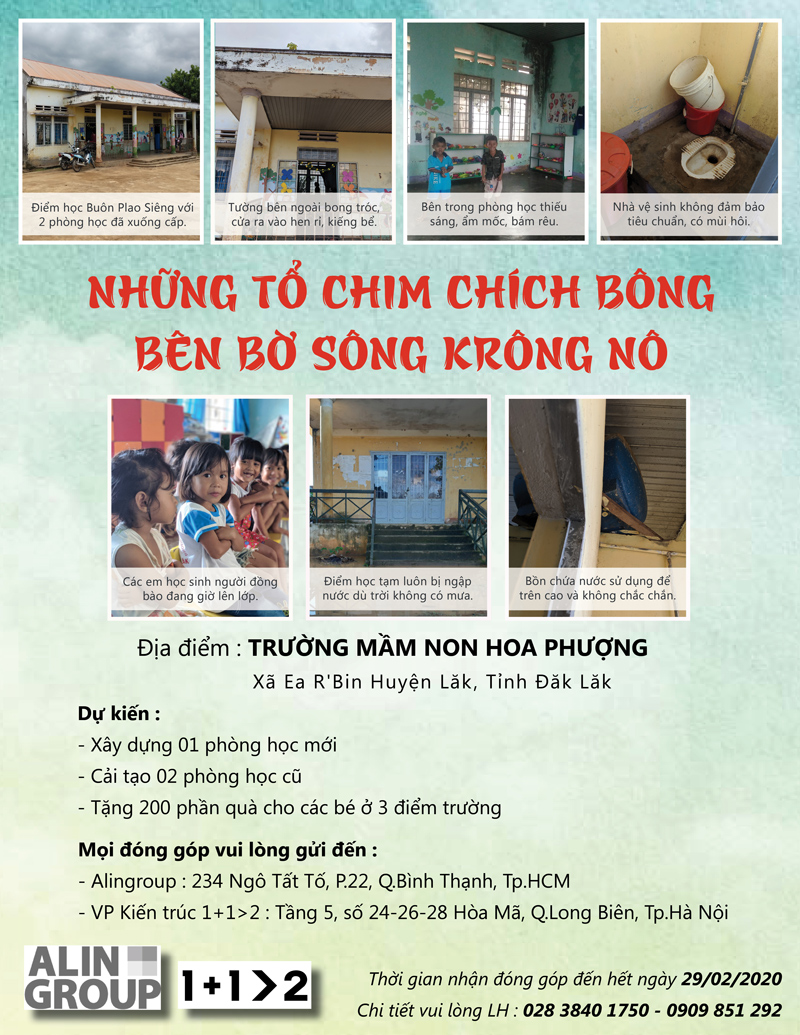 Điểm học Buôn Plao Siêng với
2 phòng học đã xuống cấp.
Tường bên ngoài bong tróc,
cửa ra vào hen rỉ, kiếng bể.
Bên trong phòng học thiếu
sáng, ẩm mốc, bám rêu.
Nhà vệ sinh không đảm bảo
tiêu chuẩn, có mùi hôi.
NHỮNG TỔ CHIM CHÍCH BÔNG
BÊN BỜ SÔNG KRÔNG NÔ
Các em học sinh người đồng
bào đang giờ lên lớp.
Điểm học tạm luôn bị ngập
nước dù trời không có mưa.
Bồn chứa nước sử dụng để
trên cao và không chắc chắn.
Địa điểm : TRƯỜNG MẦM NON HOA PHƯỢNG
Xã Ea R'Bin Huyện Lăk, Tỉnh Đăk Lăk
Dự kiến :
- Xây dựng 01 phòng học mới
- Cải tạo 02 phòng học cũ
- Tặng 200 phần quà cho các bé ở 3 điểm trường
Mọi đóng góp vui lòng gửi đến :
- Alingroup : 234 Ngô Tất Tố, P.22, Q.Bình Thạnh, Tp.HCM
- VP Kiến trúc 1+1>2 : Tầng 5, số 24-26-28 Hòa Mã, Q.Long Biên, Tp.Hà Nội
ALIN
GROUP
1+1>2
Thời gian nhận đóng góp đến hết ngày 29/02/2020
Chi tiết vui lòng LH : 028 3840 1750 - 0909 851 292